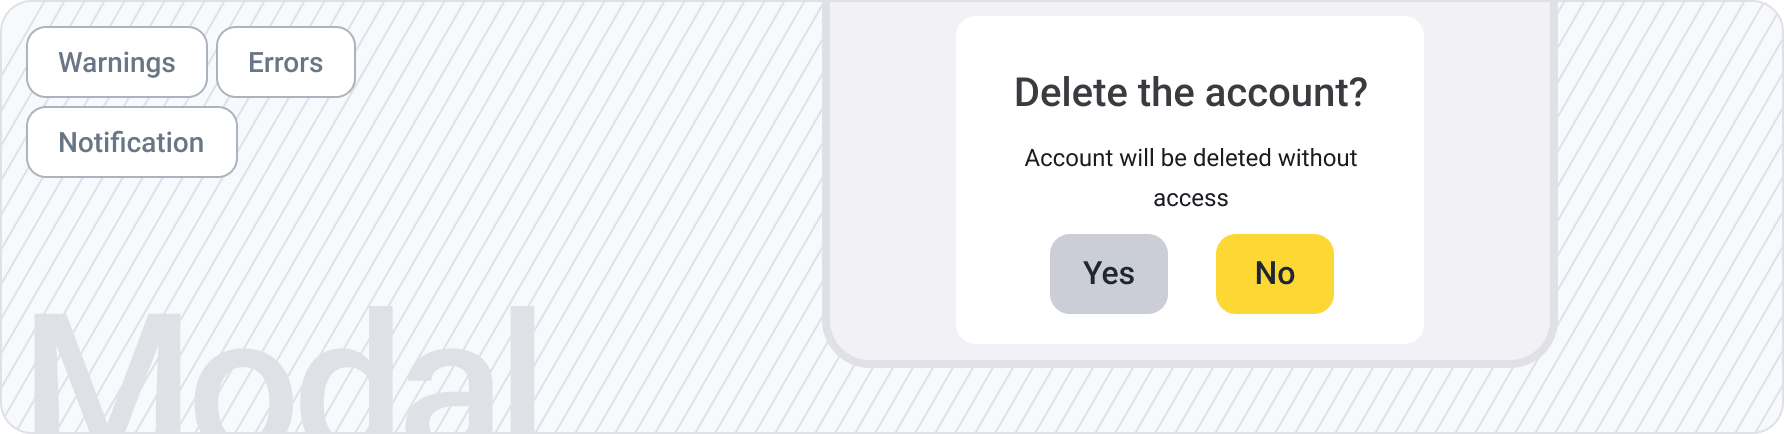 Warnings
Errors
Notification
Modal
Delete the account?
Account will be deleted without
access
Yes
No